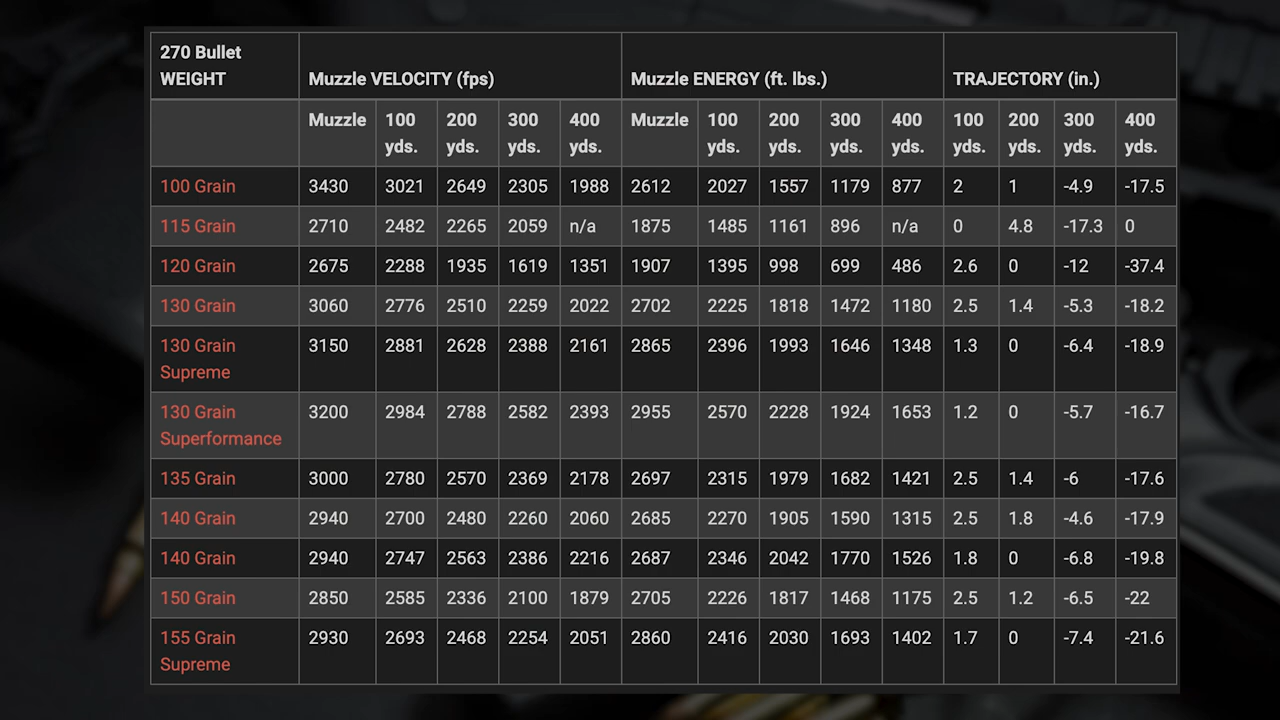 270 Bullet WEIGHT Muzzle VELOCITY (fps) Muzzle ENERGY (ft. lbs.) TRAJECTORY (in.)
Muzzle 100 yds. 200 yds. 300 yds. 400 yds. Muzzle 100 yds. 200 yds. 300 yds. 400 yds. 100 yds. 200 yds. 300 yds. 400 yds.
100 Grain 3430 3021 2649 2305 1988 2612 2027 1557 1179 877 2 1 -4.9 -17.5
115 Grain 2710 2482 2265 2059 n/a 1875 1485 1161 896 n/a 0 4.8 -17.3 0
120 Grain 2675 2288 1935 1619 1351 1907 1395 998 699 486 2.6 0 -12 -37.4
130 Grain 3060 2776 2510 2259 2022 2702 2225 1818 1472 1180 2.5 1.4 -5.3 -18.2
130 Grain Supreme 3150 2881 2628 2388 2161 2865 2396 1993 1646 1348 1.3 0 -6.4 -18.9
130 Grain Superformance 3200 2984 2788 2582 2393 2955 2570 2228 1924 1653 1.2 0 -5.7 -16.7
135 Grain 3000 2780 2570 2369 2178 2697 2315 1979 1682 1421 2.5 1.4 -6 -17.6
140 Grain 2940 2700 2480 2260 2060 2685 2270 1905 1590 1315 2.5 1.8 -4.6 -17.9
140 Grain 2940 2747 2563 2386 2216 2687 2346 2042 1770 1526 1.8 0 -6.8 -19.8
150 Grain 2850 2585 2336 2100 1879 2705 2226 1817 1468 1175 2.5 1.2 -6.5 -22
155 Grain Supreme 2930 2693 2468 2254 2051 2860 2416 2030 1693 1402 1.7 0 -7.4 -21.6